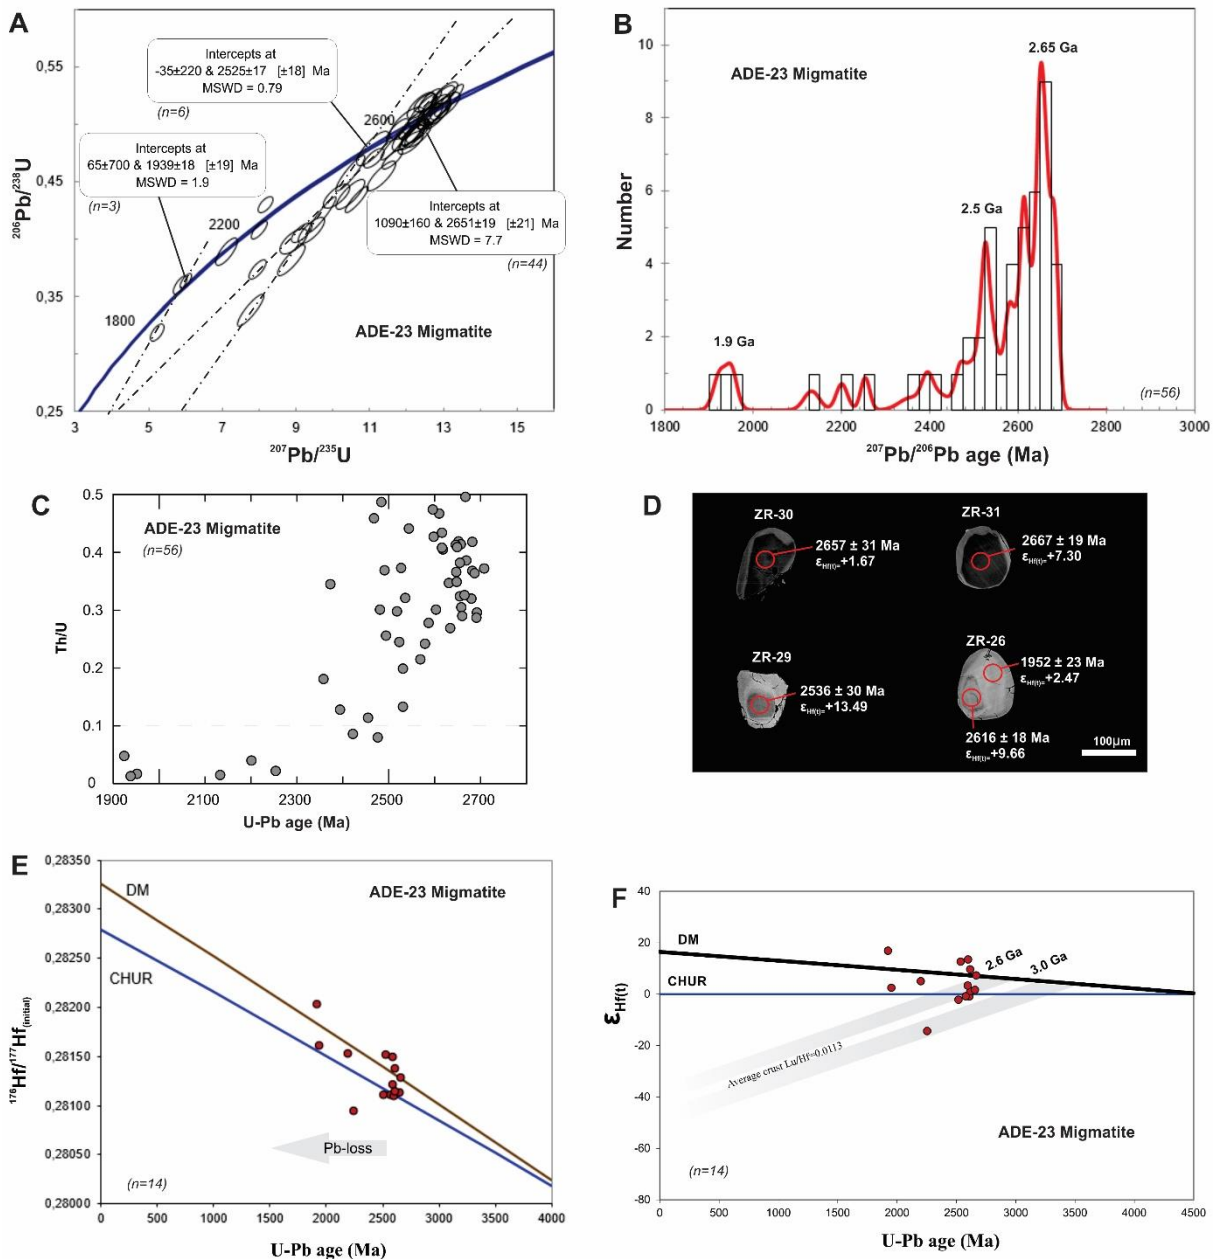 A
0,55
0,45
0,35
0,25
²⁰⁶Pb/²³⁸U
Intercepts at
-35±220 & 2525±17 [±18] Ma
MSWD = 0.79
(n=6)
2600
Intercepts at
65±700 & 1939±18 [±19] Ma
MSWD = 1.9
(n=3)
2200
Intercepts at
1090±160 & 2651±19 [±21] Ma
MSWD = 7.7
(n=44)
1800
ADE-23 Migmatite
3 5 7 9 11 13 15
²⁰⁷Pb/²³⁵U
B
10
8
6
4
2
0
Number
2.65 Ga
ADE-23 Migmatite
2.5 Ga
1.9 Ga
(n=56)
1800 2000 2200 2400 2600 2800 3000
²⁰⁷Pb/²⁰⁶Pb age (Ma)
C
0.5
0.4
0.3
0.2
0.1
0
Th/U
ADE-23 Migmatite
(n=56)
1900 2100 2300 2500 2700
U-Pb age (Ma)
D
ZR-30
2657 ± 31 Ma
εHf(t)=+1.67
ZR-31
2667 ± 19 Ma
εHf(t)=+7.30
ZR-29
2536 ± 30 Ma
εHf(t)=+13.49
ZR-26
1952 ± 23 Ma
εHf(t)=+2.47
2616 ± 18 Ma
εHf(t)=+9.66
100µm
E
0,28350
0,28300
0,28250
0,28200
0,28150
0,28100
0,28050
0,28000
¹⁷⁶Hf/¹⁷⁷Hf(initial)
DM
ADE-23 Migmatite
CHUR
Pb-loss
(n=14)
0 500 1000 1500 2000 2500 3000 3500 4000
U-Pb age (Ma)
F
40
20
0
-20
-40
-60
-80
εHf(t)
DM
CHUR
2.6 Ga
3.0 Ga
Average crust Lu/Hf=0.0113
ADE-23 Migmatite
(n=14)
0 500 1000 1500 2000 2500 3000 3500 4000 4500
U-Pb age (Ma)